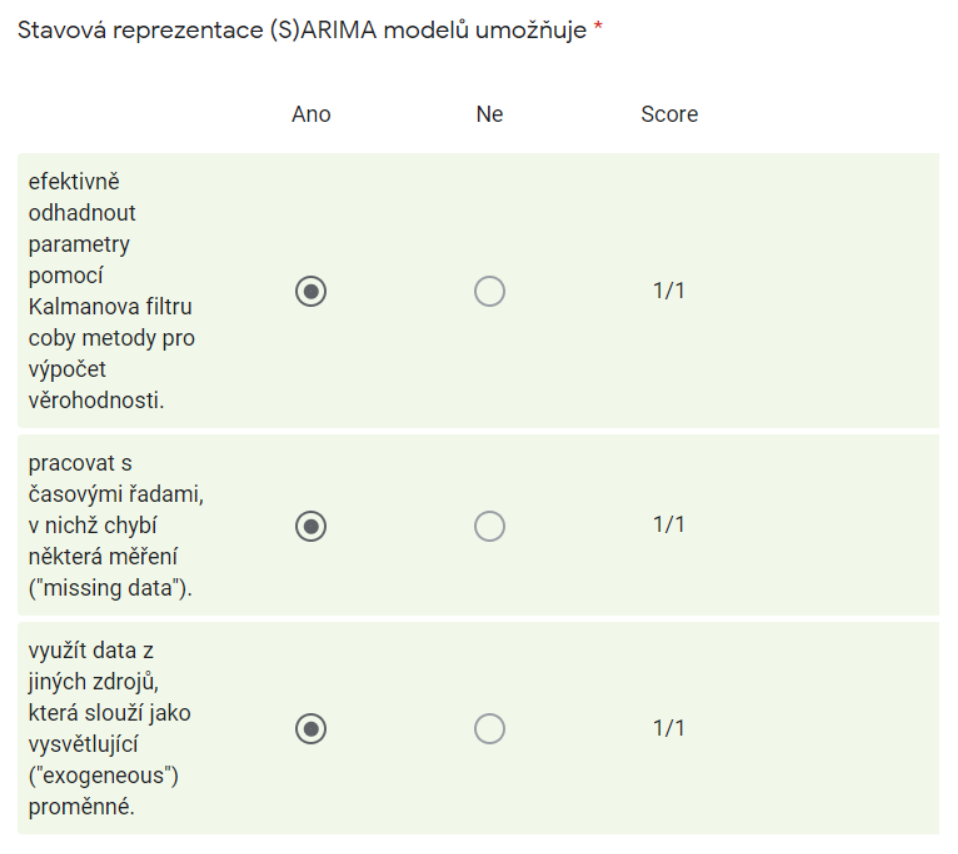 Stavová reprezentace (S)ARIMA modelů umožňuje *
Ano Ne Score
efektivně
odhadnout
parametry
pomocí
Kalmanova filtru
coby metody pro
výpočet
věrohodnosti.
1/1
pracovat s
časovými řadami,
v nichž chybí
některá měření
("missing data").
1/1
využít data z
jiných zdrojů,
která slouží jako
vysvětlující
("exogeneous")
proměnné.
1/1